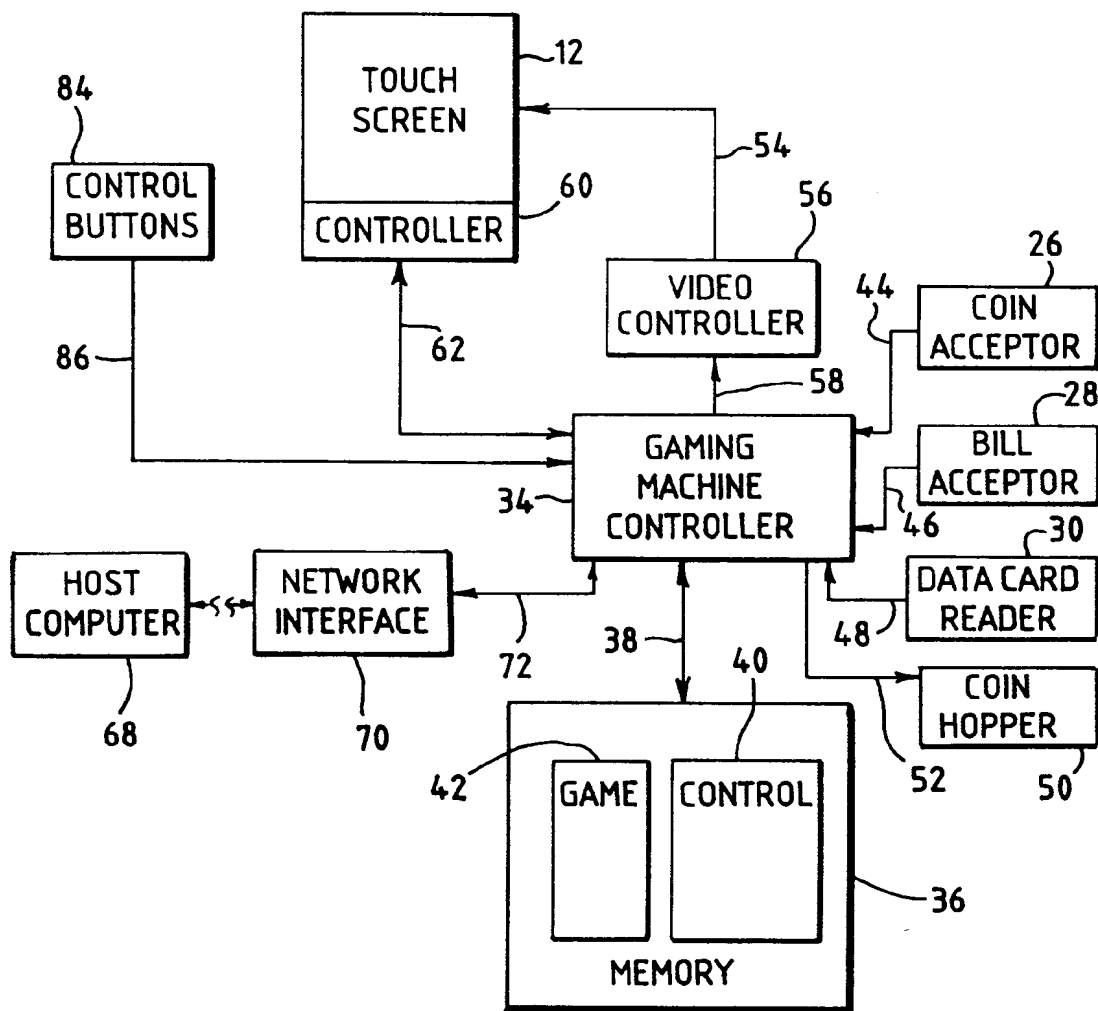 12
TOUCH
SCREEN
84
CONTROL
BUTTONS
54
60
CONTROLLER
56
26
VIDEO
CONTROLLER
44
COIN
ACCEPTOR
62
86
58
28
GAMING
MACHINE
CONTROLLER
BILL
ACCEPTOR
34
46
30
HOST
COMPUTER
NETWORK
INTERFACE
DATA CARD
READER
72
38
48
40
COIN
HOPPER
68
70
42
52
50
GAME
CONTROL
36
MEMORY